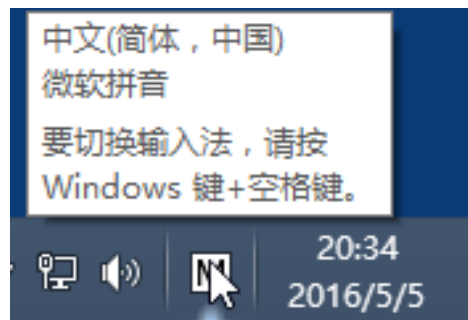 中文(简体，中国)
微软拼音
要切换输入法，请按
Windows 键+空格键。
20:34
2016/5/5